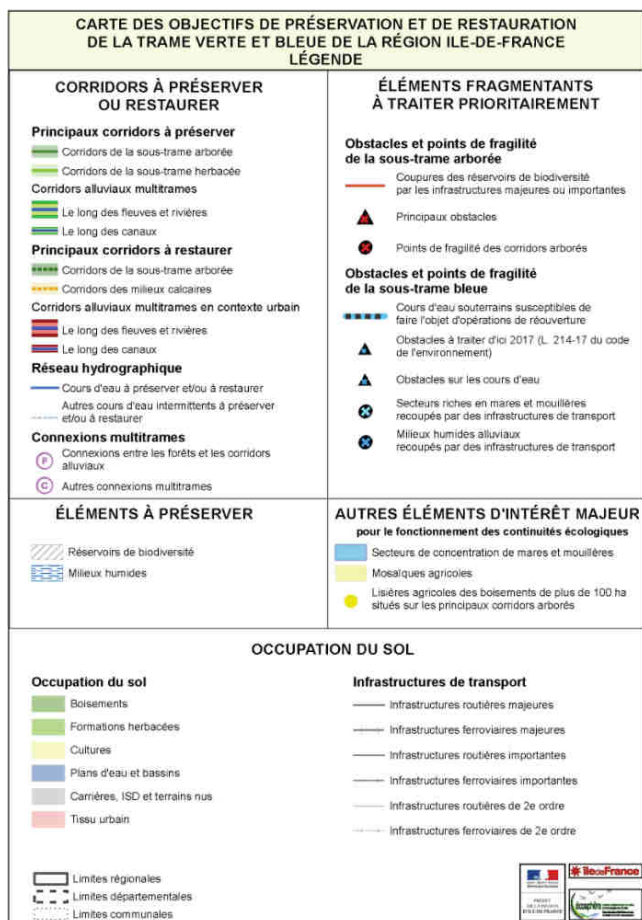 CARTE DES OBJECTIFS DE PRÉSERVATION ET DE RESTAURATION
DE LA TRAME VERTE ET BLEUE DE LA RÉGION ILE-DE-FRANCE
LÉGENDE
CORRIDORS À PRÉSERVER
OU RESTAURER
Principaux corridors à préserver
Corridors de la sous-trame arborée
Corridors de la sous-trame herbacée
Corridors alluviaux multitrames
Le long des fleuves et rivières
Le long des canaux
Principaux corridors à restaurer
Corridors de la sous-trame arborée
Corridors des milieux calcaires
Corridors alluviaux multitrames en contexte urbain
Le long des fleuves et rivières
Le long des canaux
Réseau hydrographique
Cours d'eau à préserver et/ou à restaurer
Autres cours d'eau intermittents à préserver
et/ou à restaurer
Connexions multitrames
F
Connexions entre les forêts et les corridors
alluviaux
C
Autres connexions multitrames
ÉLÉMENTS FRAGMENTANTS
À TRAITER PRIORITAIREMENT
Obstacles et points de fragilité
de la sous-trame arborée
Coupures des réservoirs de biodiversité
par les infrastructures majeures ou importantes
Principaux obstacles
Points de fragilité des corridors arborés
Obstacles et points de fragilité
de la sous-trame bleue
Cours d'eau souterrains susceptibles de
faire l'objet d'opérations de réouverture
Obstacles à traiter d'ici 2017 (L. 214-17 du code
de l'environnement)
Obstacles sur les cours d'eau
Secteurs riches en mares et mouillères
recoupés par des infrastructures de transport
Milieux humides alluviaux
recoupés par des infrastructures de transport
ÉLÉMENTS À PRÉSERVER
Réservoirs de biodiversité
Milieux humides
AUTRES ÉLÉMENTS D'INTÉRÊT MAJEUR
pour le fonctionnement des continuités écologiques
Secteurs de concentration de mares et mouillères
Mosaïques agricoles
Lisières agricoles des boisements de plus de 100 ha
situés sur les principaux corridors arborés
OCCUPATION DU SOL
Occupation du sol
Boisements
Formations herbacées
Cultures
Plans d'eau et bassins
Carrières, ISD et terrains nus
Tissu urbain
Infrastructures de transport
Infrastructures routières majeures
Infrastructures ferroviaires majeures
Infrastructures routières importantes
Infrastructures ferroviaires importantes
Infrastructures routières de 2e ordre
Infrastructures ferroviaires de 2e ordre
Limites régionales
Limites départementales
Limites communales
île de France
écosphère